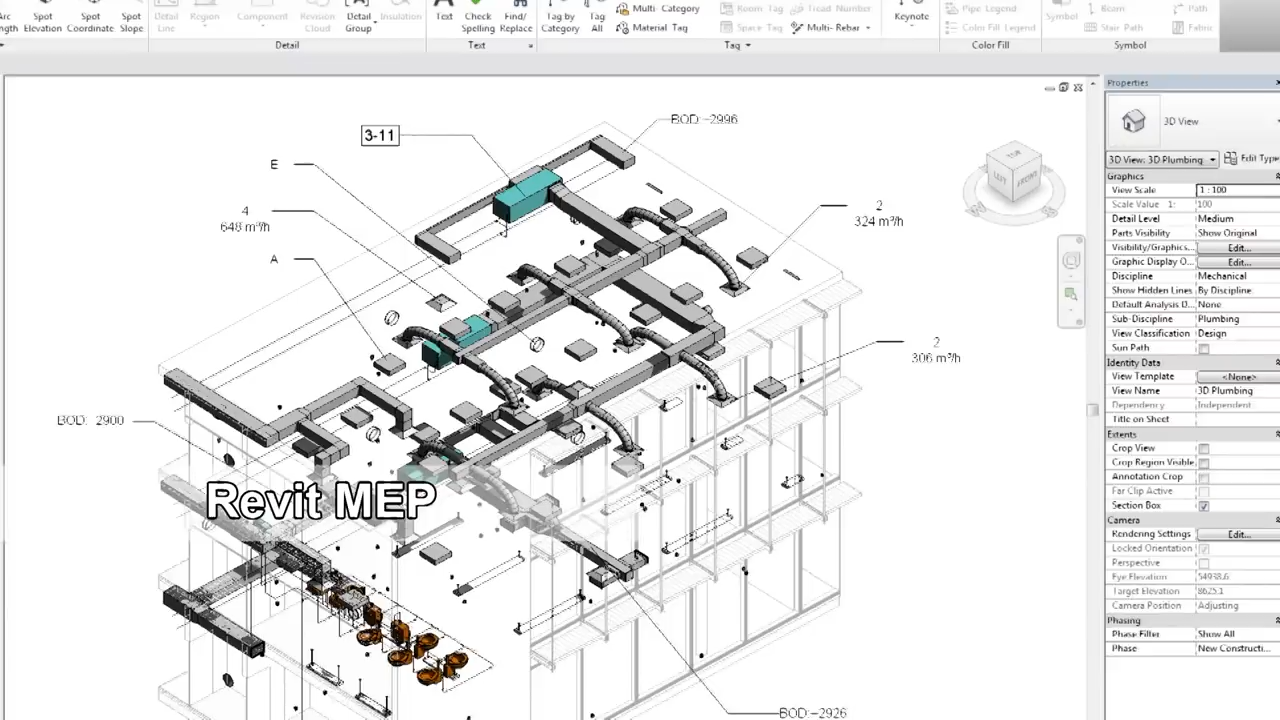 Arc Spot Spot Spot Detail Region Component Revision Detail Insulation Text Check Find/ Tag by Tag Multi Category Room Tag Tread Number Keynote Pipe Legend Symbol Beam Path
Length Elevation Coordinate Slope Line Cloud Group Spelling Replace Category All Material Tag Space Tag Multi- Rebar Color Fill Legend Stair Path Fabric
Detail Text Tag Color Fill Symbol
3-11
BOD: -2996
E
4
648 m³/h
A
2
324 m³/h
2
306 m³/h
BOD: 2900
BOD: -2926
Revit MEP
TOP
LEFT
FRONT
Properties
3D View
3D View: 3D Plumbing Edit Type
Graphics
View Scale 1 : 100
Scale Value 1: 100
Detail Level Medium
Parts Visibility Show Original
Visibility/Graphics... Edit...
Graphic Display O... Edit...
Discipline Mechanical
Show Hidden Lines By Discipline
Default Analysis D... None
Sub-Discipline Plumbing
View Classification Design
Sun Path
Identity Data
View Template <None>
View Name 3D Plumbing
Dependency Independent
Title on Sheet
Extents
Crop View
Crop Region Visible
Annotation Crop
Far Clip Active
Section Box
Camera
Rendering Settings Edit...
Locked Orientation
Perspective
Eye Elevation 54938.6
Target Elevation 8625.1
Camera Position Adjusting
Phasing
Phase Filter Show All
Phase New Constructi...